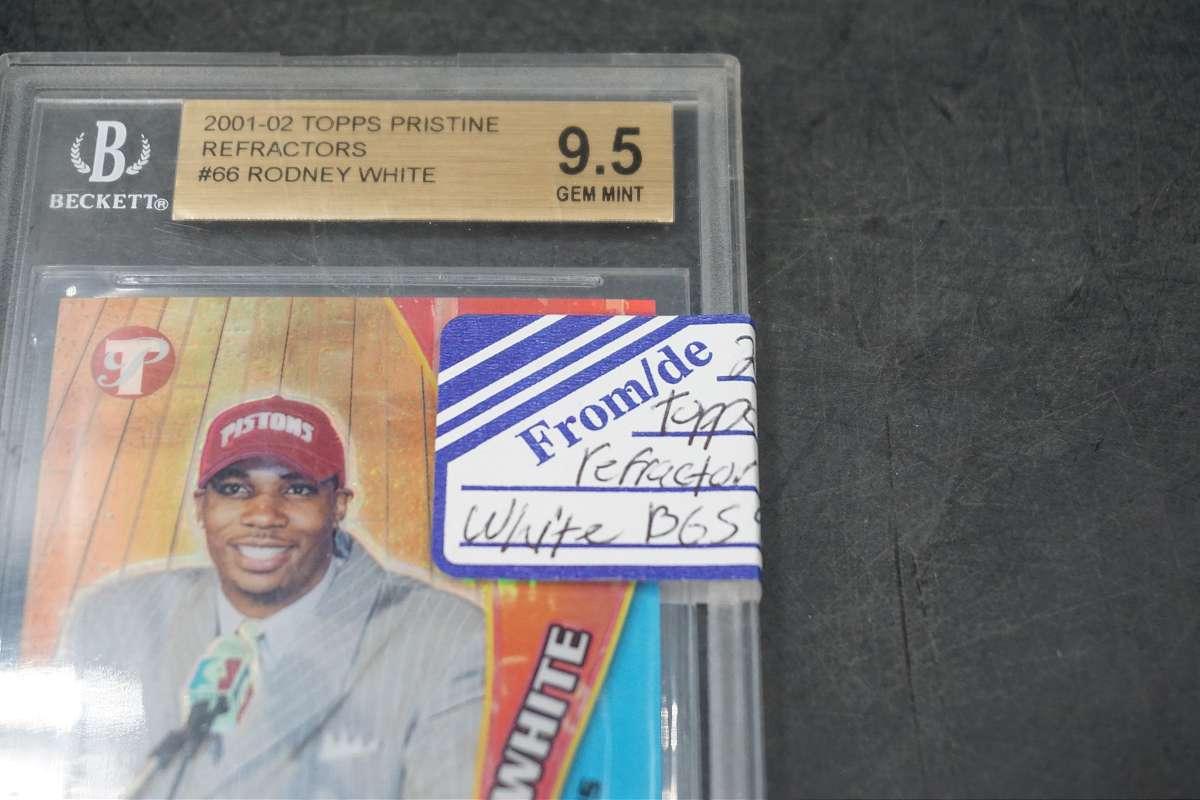 2001-02 TOPPS PRISTINE
REFRACTORS
#66 RODNEY WHITE
9.5
GEM MINT
B
BECKETT®
P
PISTONS
From/de
2
Topps
refractor
White BGS
WHITE